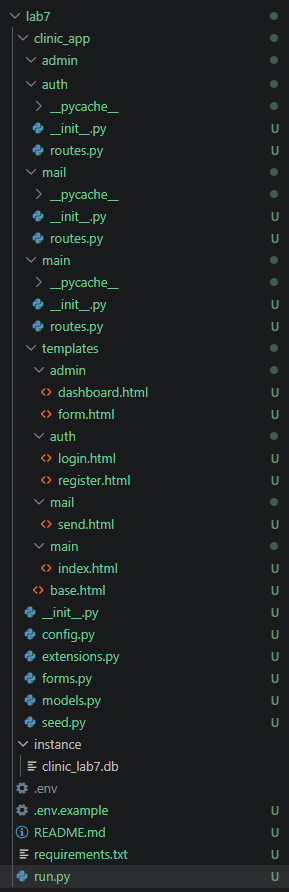 lab7
clinic_app
admin
auth
__pycache__
__init__.py U
routes.py U
mail
__pycache__
__init__.py U
routes.py U
main
__pycache__
__init__.py U
routes.py U
templates
admin
dashboard.html U
form.html U
auth
login.html U
register.html U
mail
send.html U
main
index.html U
base.html U
__init__.py U
config.py U
extensions.py U
forms.py U
models.py U
seed.py U
instance
clinic_lab7.db
.env
.env.example U
README.md U
requirements.txt U
run.py U